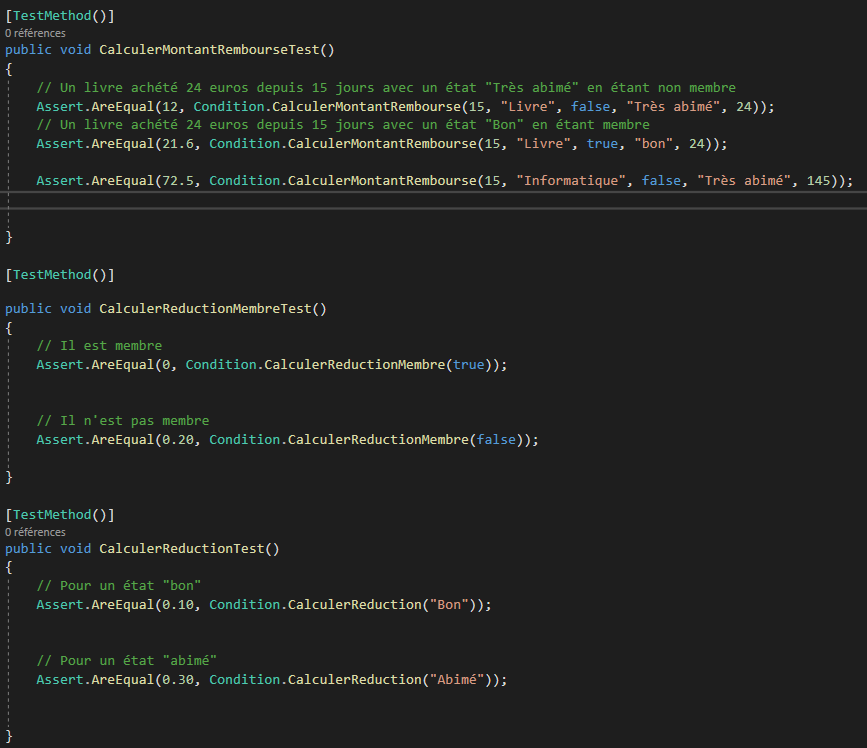 [TestMethod()]
0 références
public void CalculerMontantRembourseTest()
{
// Un livre achété 24 euros depuis 15 jours avec un état "Très abimé" en étant non membre
Assert.AreEqual(12, Condition.CalculerMontantRembourse(15, "Livre", false, "Très abimé", 24));
// Un livre achété 24 euros depuis 15 jours avec un état "Bon" en étant membre
Assert.AreEqual(21.6, Condition.CalculerMontantRembourse(15, "Livre", true, "bon", 24));
Assert.AreEqual(72.5, Condition.CalculerMontantRembourse(15, "Informatique", false, "Très abimé", 145));
}
[TestMethod()]
public void CalculerReductionMembreTest()
{
// Il est membre
Assert.AreEqual(0, Condition.CalculerReductionMembre(true));
// Il n'est pas membre
Assert.AreEqual(0.20, Condition.CalculerReductionMembre(false));
}
[TestMethod()]
0 références
public void CalculerReductionTest()
{
// Pour un état "bon"
Assert.AreEqual(0.10, Condition.CalculerReduction("Bon"));
// Pour un état "abimé"
Assert.AreEqual(0.30, Condition.CalculerReduction("Abimé"));
}